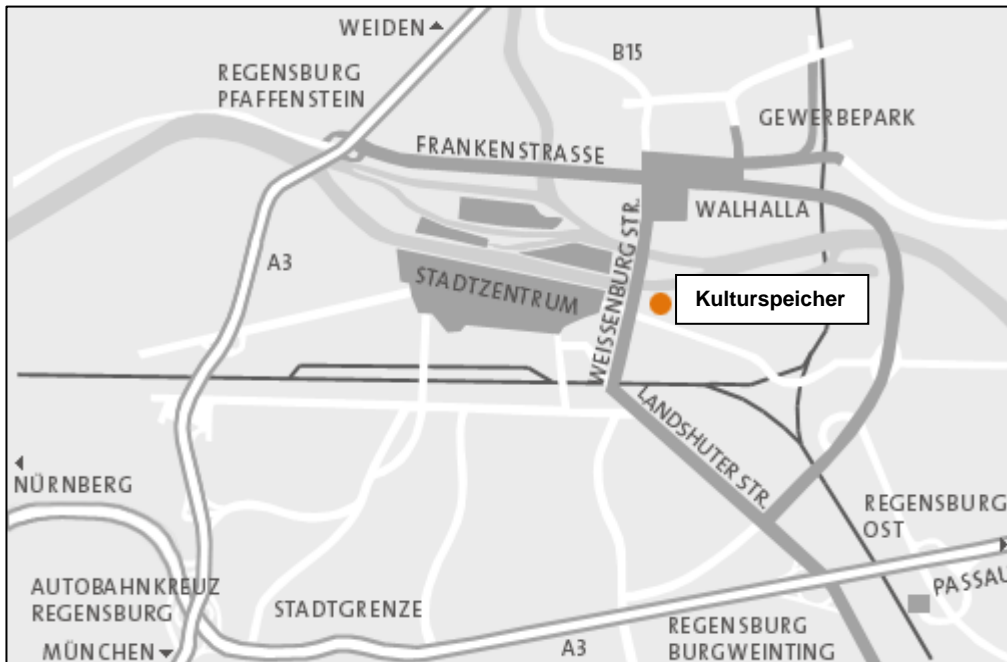 WEIDEN
B15
REGENSBURG
PFAFFENSTEIN
GEWERBEPARK
FRANKENSTRASSE
WALHALLA
A3
STADTZENTRUM
WEISSENBURG STR.
Kulturspeicher
LANDSHUTER STR.
NÜRNBERG
REGENSBURG
OST
PASSAU
AUTOBAHNKREUZ
REGENSBURG
STADTGRENZE
MÜNCHEN
A3
REGENSBURG
BURGWEINTING